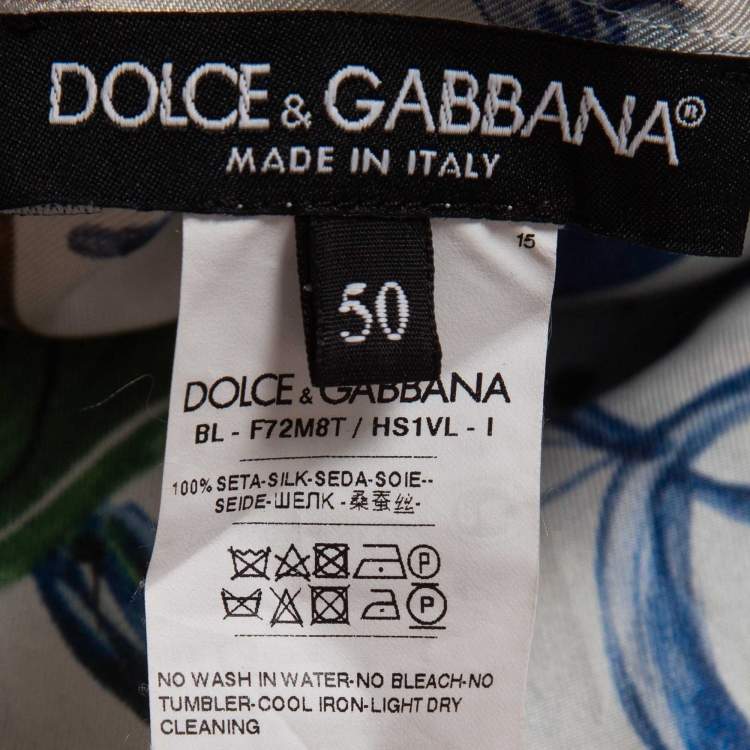 DOLCE & GABBANA®
MADE IN ITALY
15
50
DOLCE & GABBANA
BL - F72M8T / HS1VL - I
100% SETA-SILK-SEDA-SOIE--
SEIDE-ШЕЛК -桑蚕丝-
P
P
NO WASH IN WATER-NO BLEACH-NO
TUMBLER-COOL IRON-LIGHT DRY
CLEANING